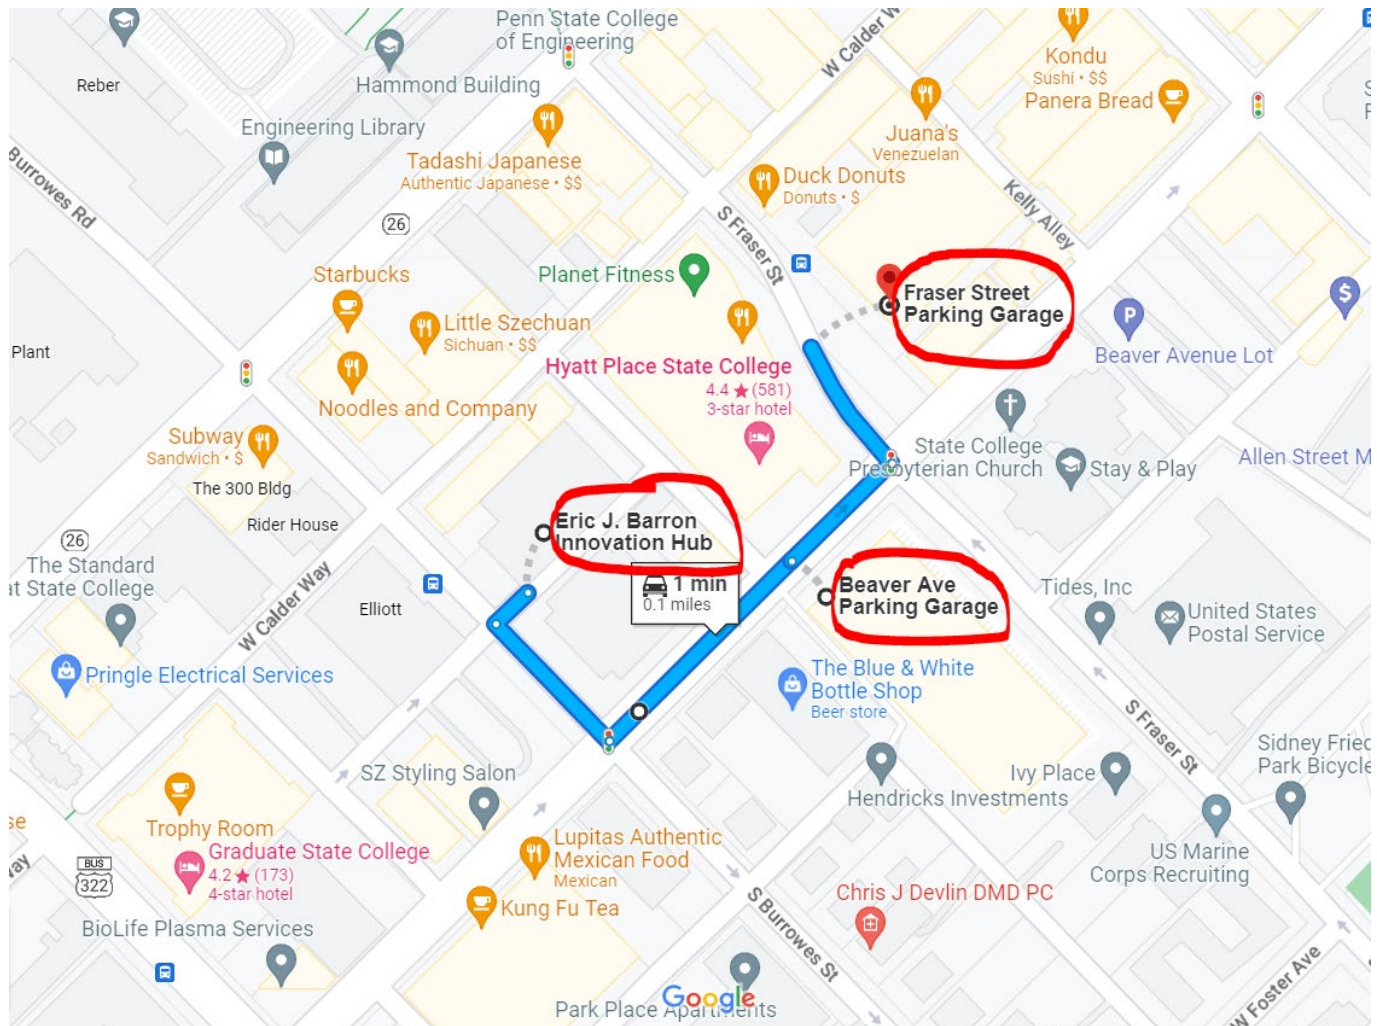 Penn State College
of Engineering
Reber
Hammond Building
W Calder W
Kondu
Sushi • $$
Panera Bread
Engineering Library
Juana's
Venezuelan
Burrowes Rd
Tadashi Japanese
Authentic Japanese • $$
Duck Donuts
Donuts • $
Kelly Alley
26
S Fraser St
Starbucks
Planet Fitness
Fraser Street
Parking Garage
$
P
Little Szechuan
Sichuan • $$
Plant
Hyatt Place State College
4.4 ★ (581)
3-star hotel
Beaver Avenue Lot
Noodles and Company
Subway
Sandwich • $
State College
Presbyterian Church
Stay & Play
Allen Street M
The 300 Bldg
Rider House
Eric J. Barron
Innovation Hub
26
The Standard
at State College
W Calder Way
Elliott
1 min
0.1 miles
Beaver Ave
Parking Garage
Tides, Inc
United States
Postal Service
Pringle Electrical Services
The Blue & White
Bottle Shop
Beer store
S Fraser St
SZ Styling Salon
Ivy Place
Hendricks Investments
Sidney Fried
Park Bicycle
se
Trophy Room
Lupitas Authentic
Mexican Food
Mexican
Graduate State College
4.2 ★ (173)
4-star hotel
BUS
322
ay
US Marine
Corps Recruiting
Kung Fu Tea
Chris J Devlin DMD PC
S Burrowes St
BioLife Plasma Services
W Foster Ave
Google
Park Place Apartments